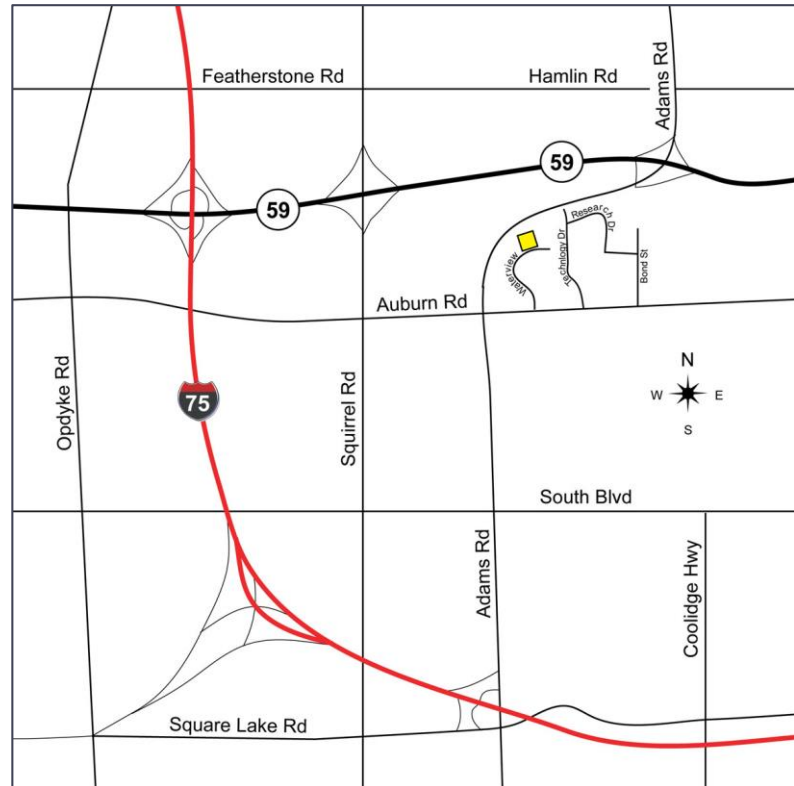 Featherstone Rd
Hamlin Rd
Adams Rd
59
59
Research Dr
Technlogy Dr
Waterview
Bond St
Auburn Rd
Opdyke Rd
75
Squirrel Rd
N
W
E
S
South Blvd
Adams Rd
Coolidge Hwy
Square Lake Rd